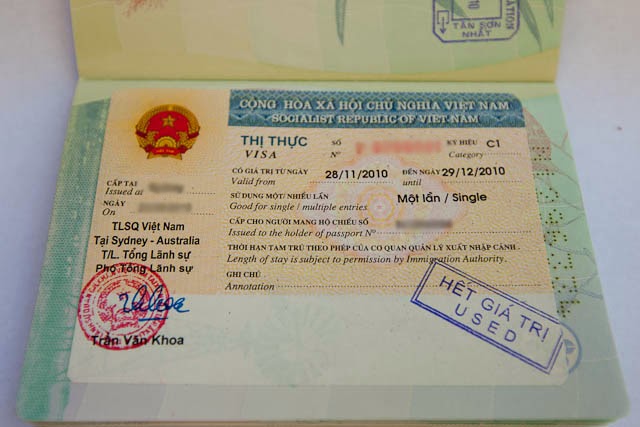 ATION
TÂN SƠN
NHẤT
CỘNG HÒA XÃ HỘI CHỦ NGHĨA VIỆT NAM
SOCIALIST REPUBLIC OF VIET NAM
THỊ THỰC SỐ KÝ HIỆU C1
VISA Nº Category
CÓ GIÁ TRỊ TỪ NGÀY 28/11/2010 ĐẾN NGÀY 29/12/2010
Valid from until
SỬ DỤNG MỘT/ NHIỀU LẦN Một lần / Single
Good for single / multiple entries
CẤP CHO NGƯỜI MANG HỘ CHIẾU SỐ
Issued to the holder of passport Nº
THỜI HẠN TẠM TRÚ THEO PHÉP CỦA CƠ QUAN QUẢN LÝ XUẤT NHẬP CẢNH.
Length of stay is subject to permission by Immigration Authority.
GHI CHÚ
Annotation
CẤP TẠI
Issued at
NGÀY
On
TLSQ Việt Nam
Tại Sydney - Australia
T/L. Tổng Lãnh sự
Phó Tổng Lãnh sự
Trần Văn Khoa
HẾT GIÁ TRỊ
USED